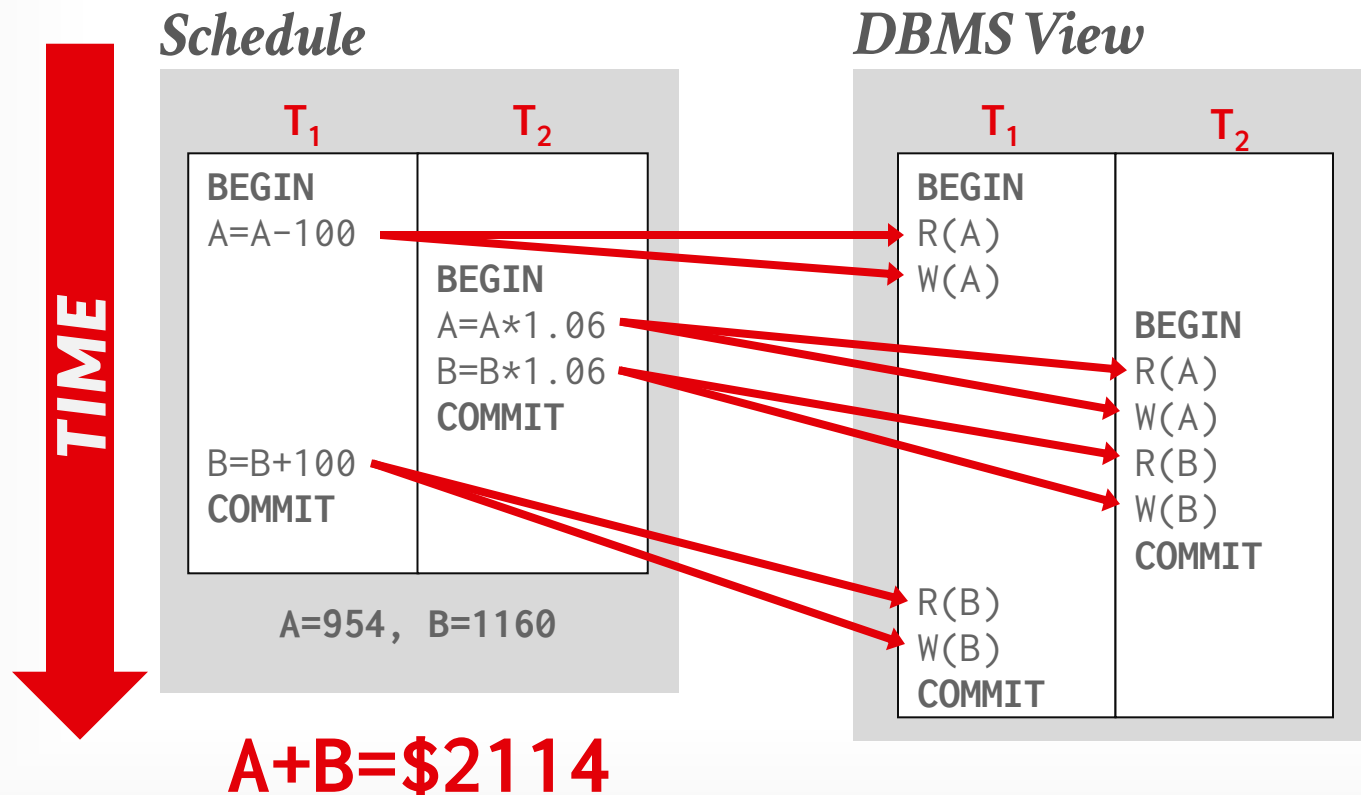 Schedule
DBMS View
TIME
T1 T2
BEGIN
A=A-100
BEGIN
A=A*1.06
B=B*1.06
COMMIT
B=B+100
COMMIT
A=954, B=1160
A+B=$2114
T1 T2
BEGIN
R(A)
W(A)
BEGIN
R(A)
W(A)
R(B)
W(B)
COMMIT
R(B)
W(B)
COMMIT